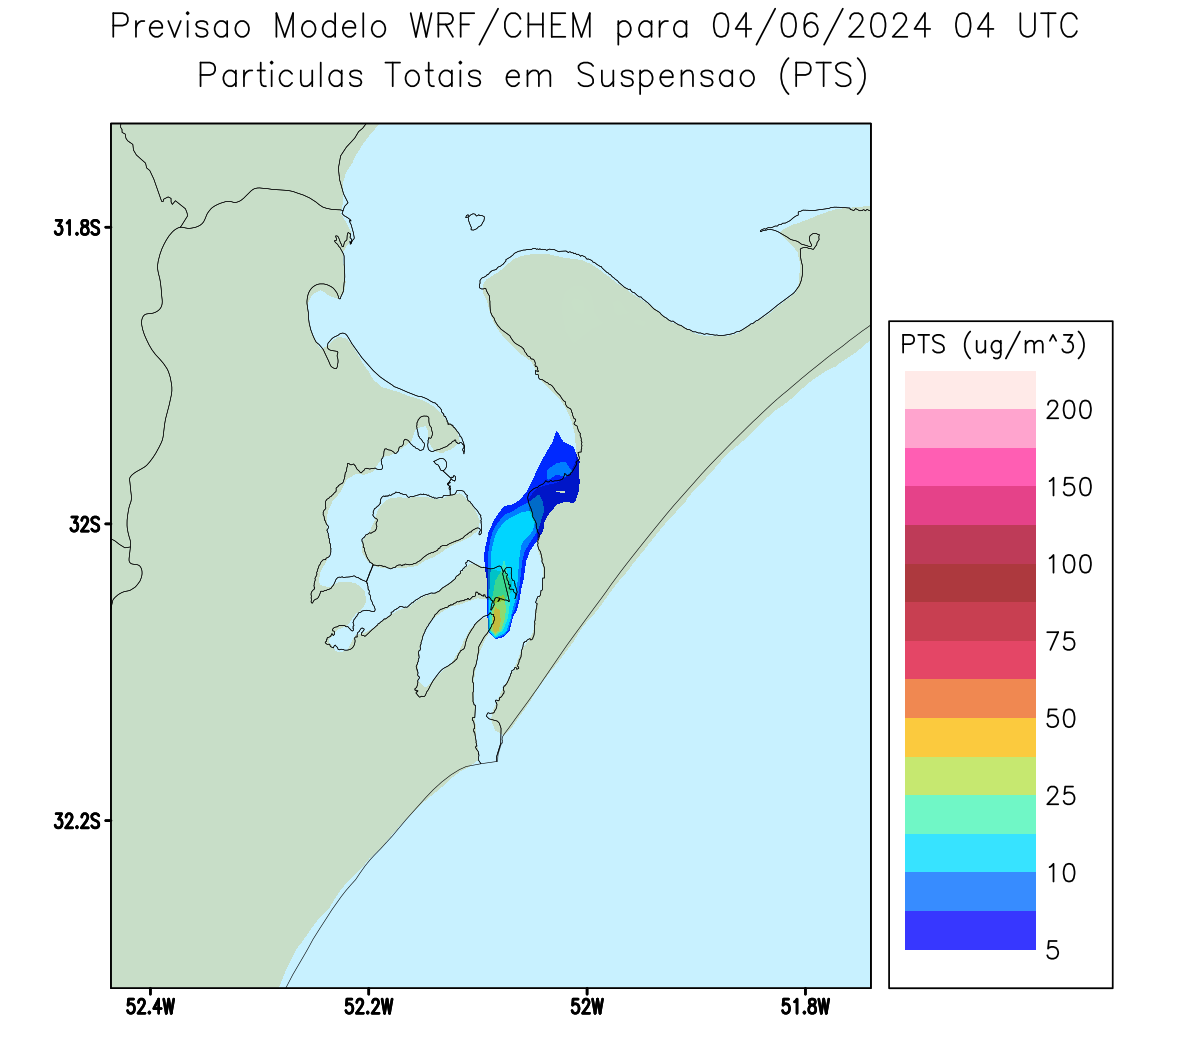 Previsao Modelo WRF/CHEM para 04/06/2024 04 UTC
Particulas Totais em Suspensao (PTS)
31.8S
32S
32.2S
52.4W
52.2W
52W
51.8W
PTS (ug/m^3)
200
150
100
75
50
25
10
5